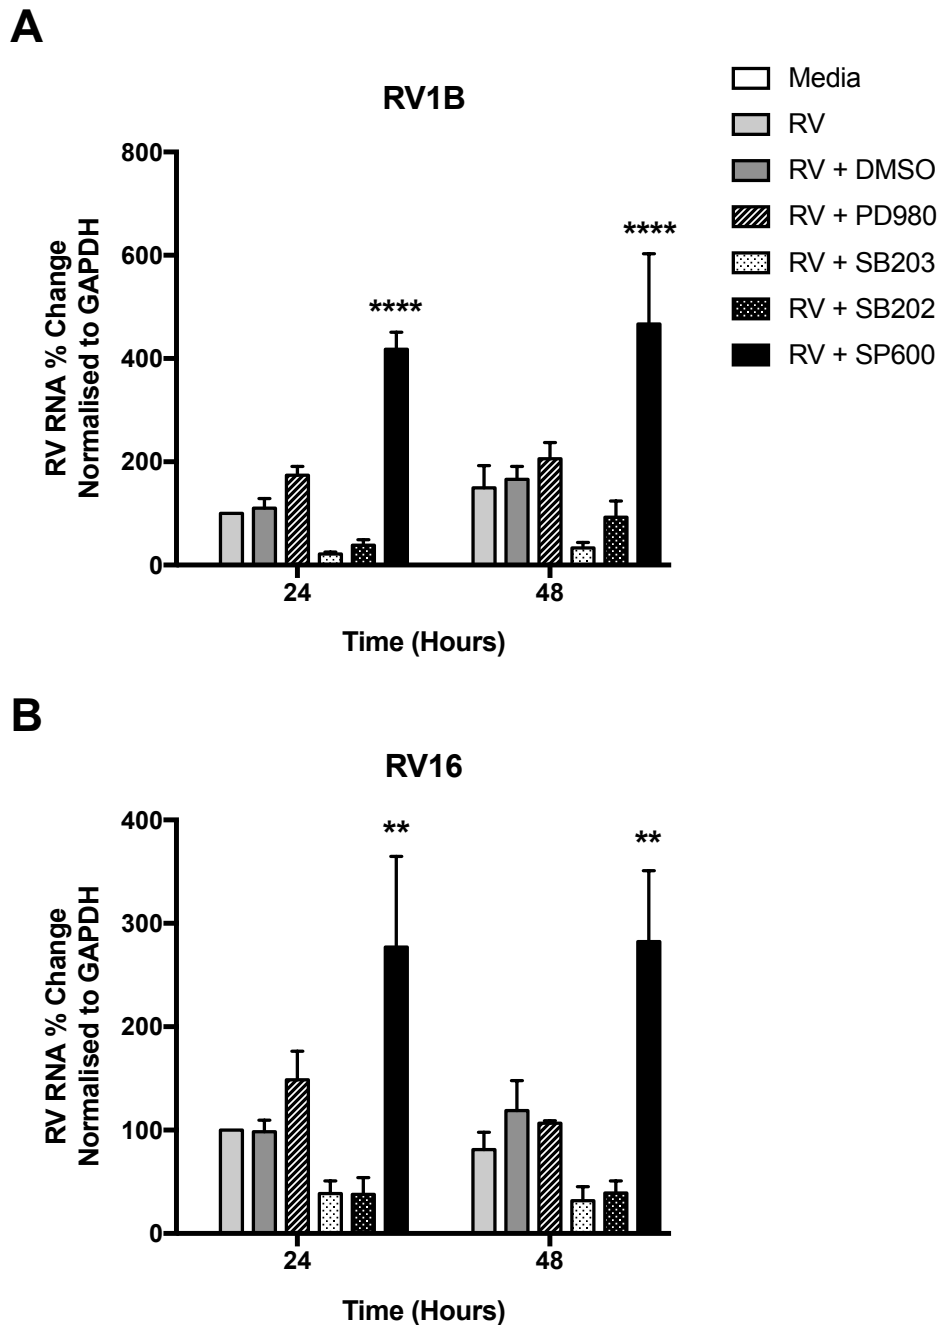 A
RV1B
Media
RV
RV + DMSO
RV + PD980
RV + SB203
RV + SB202
RV + SP600
RV RNA % Change
Normalised to GAPDH
800
600
400
200
0
****
****
24
48
Time (Hours)
B
RV16
RV RNA % Change
Normalised to GAPDH
400
300
200
100
0
**
**
24
48
Time (Hours)